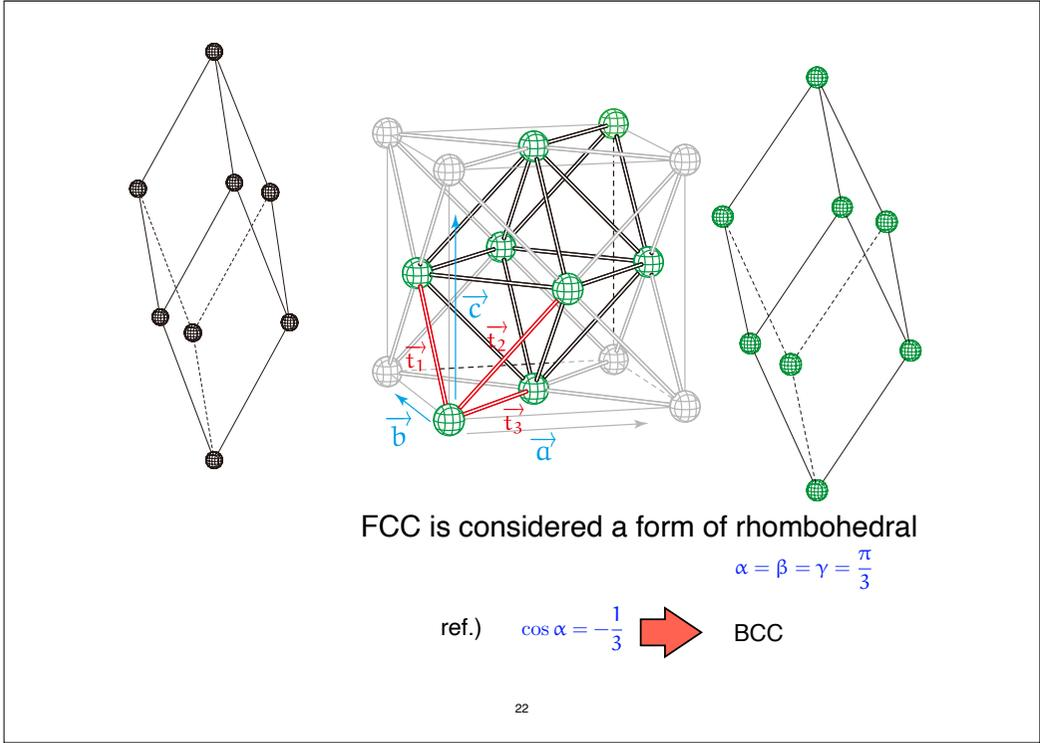 c⃗
t⃗₂
t⃗₁
b⃗
t⃗₃
a⃗
FCC is considered a form of rhombohedral
α = β = γ = π/3
ref.) cos α = −1/3 BCC
22